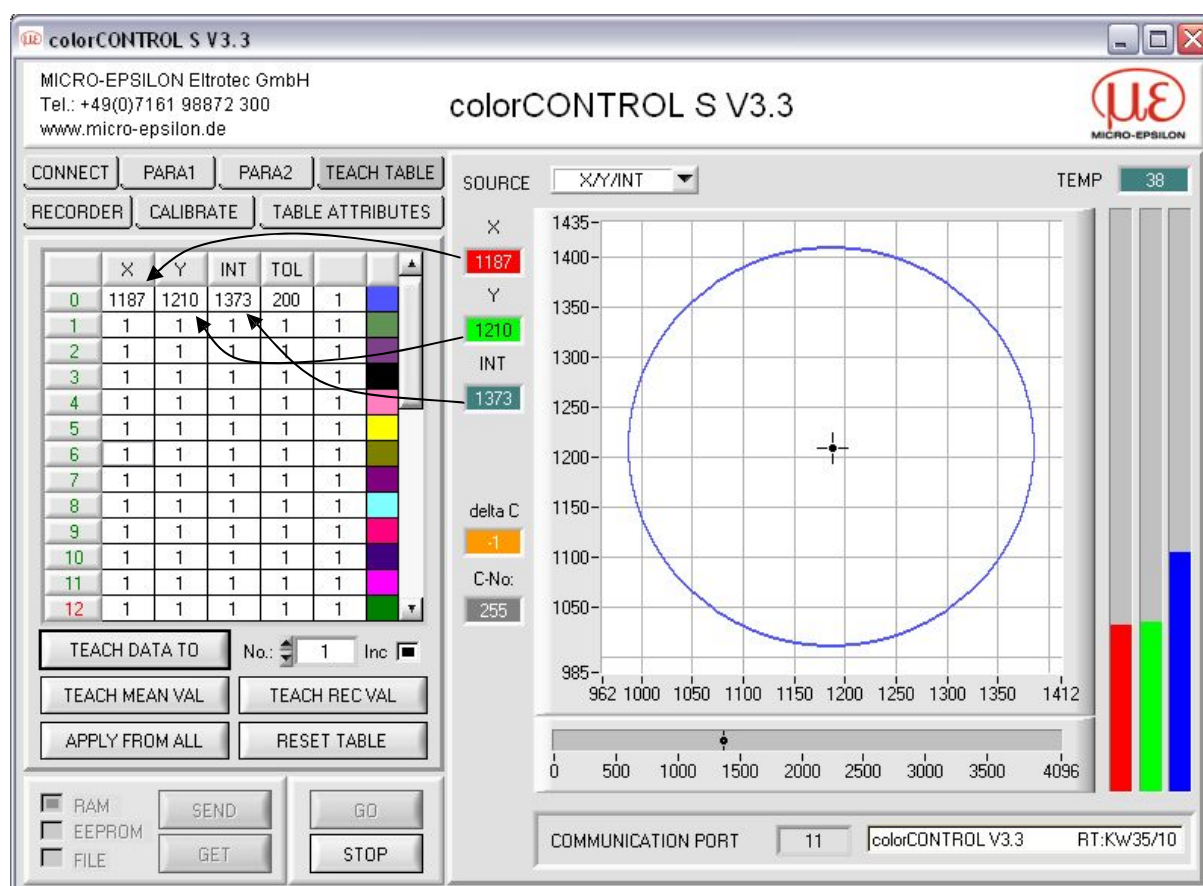 colorCONTROL S V3.3
MICRO-EPSILON Eltrotec GmbH
Tel.: +49(0)7161 98872 300
www.micro-epsilon.de
colorCONTROL S V3.3
με
MICRO-EPSILON
CONNECT PARA1 PARA2 TEACH TABLE
RECORDER CALIBRATE TABLE ATTRIBUTES
X Y INT TOL
0 1187 1210 1373 200 1
1 1 1 1 1 1
2 1 1 1 1 1
3 1 1 1 1 1
4 1 1 1 1 1
5 1 1 1 1 1
6 1 1 1 1 1
7 1 1 1 1 1
8 1 1 1 1 1
9 1 1 1 1 1
10 1 1 1 1 1
11 1 1 1 1 1
12 1 1 1 1 1
TEACH DATA TO No.: 1 Inc
TEACH MEAN VAL TEACH REC VAL
APPLY FROM ALL RESET TABLE
RAM
EEPROM
FILE
SEND
GET
GO
STOP
SOURCE X/Y/INT
TEMP 38
X
1187
Y
1210
INT
1373
delta C
-1
C-No:
255
1435
1400
1350
1300
1250
1200
1150
1100
1050
985
962 1000 1050 1100 1150 1200 1250 1300 1350 1412
0 500 1000 1500 2000 2500 3000 3500 4096
COMMUNICATION PORT 11 colorCONTROL V3.3 RT:KW35/10